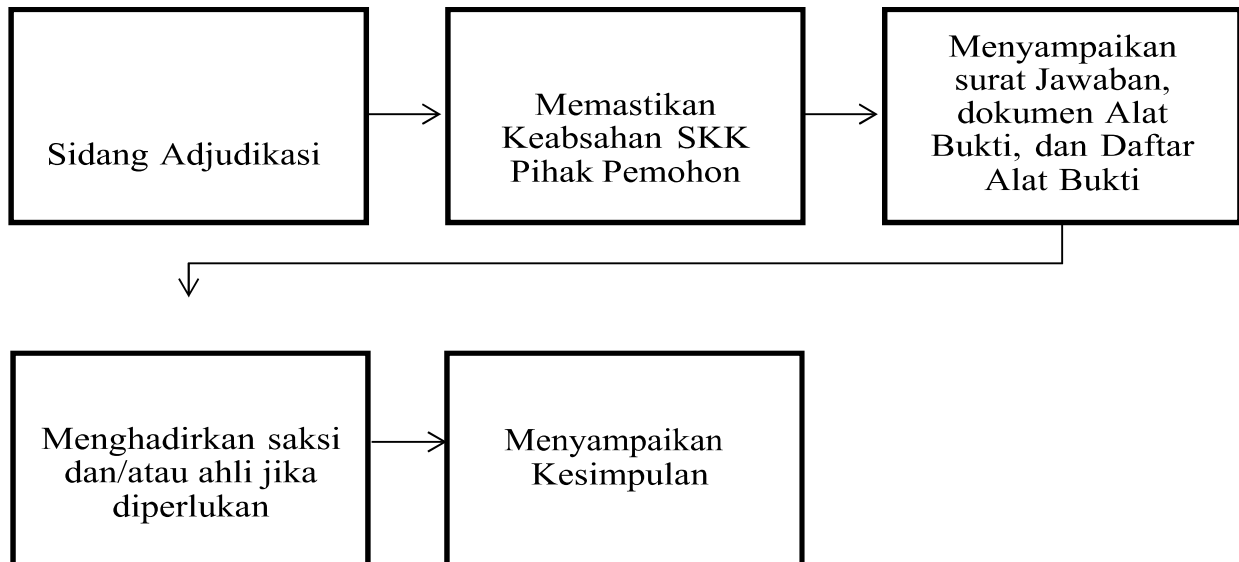 Sidang Adjudikasi
Memastikan
Keabsahan SKK
Pihak Pemohon
Menyampaikan
surat Jawaban,
dokumen Alat
Bukti, dan Daftar
Alat Bukti
Menghadirkan saksi
dan/atau ahli jika
diperlukan
Menyampaikan
Kesimpulan